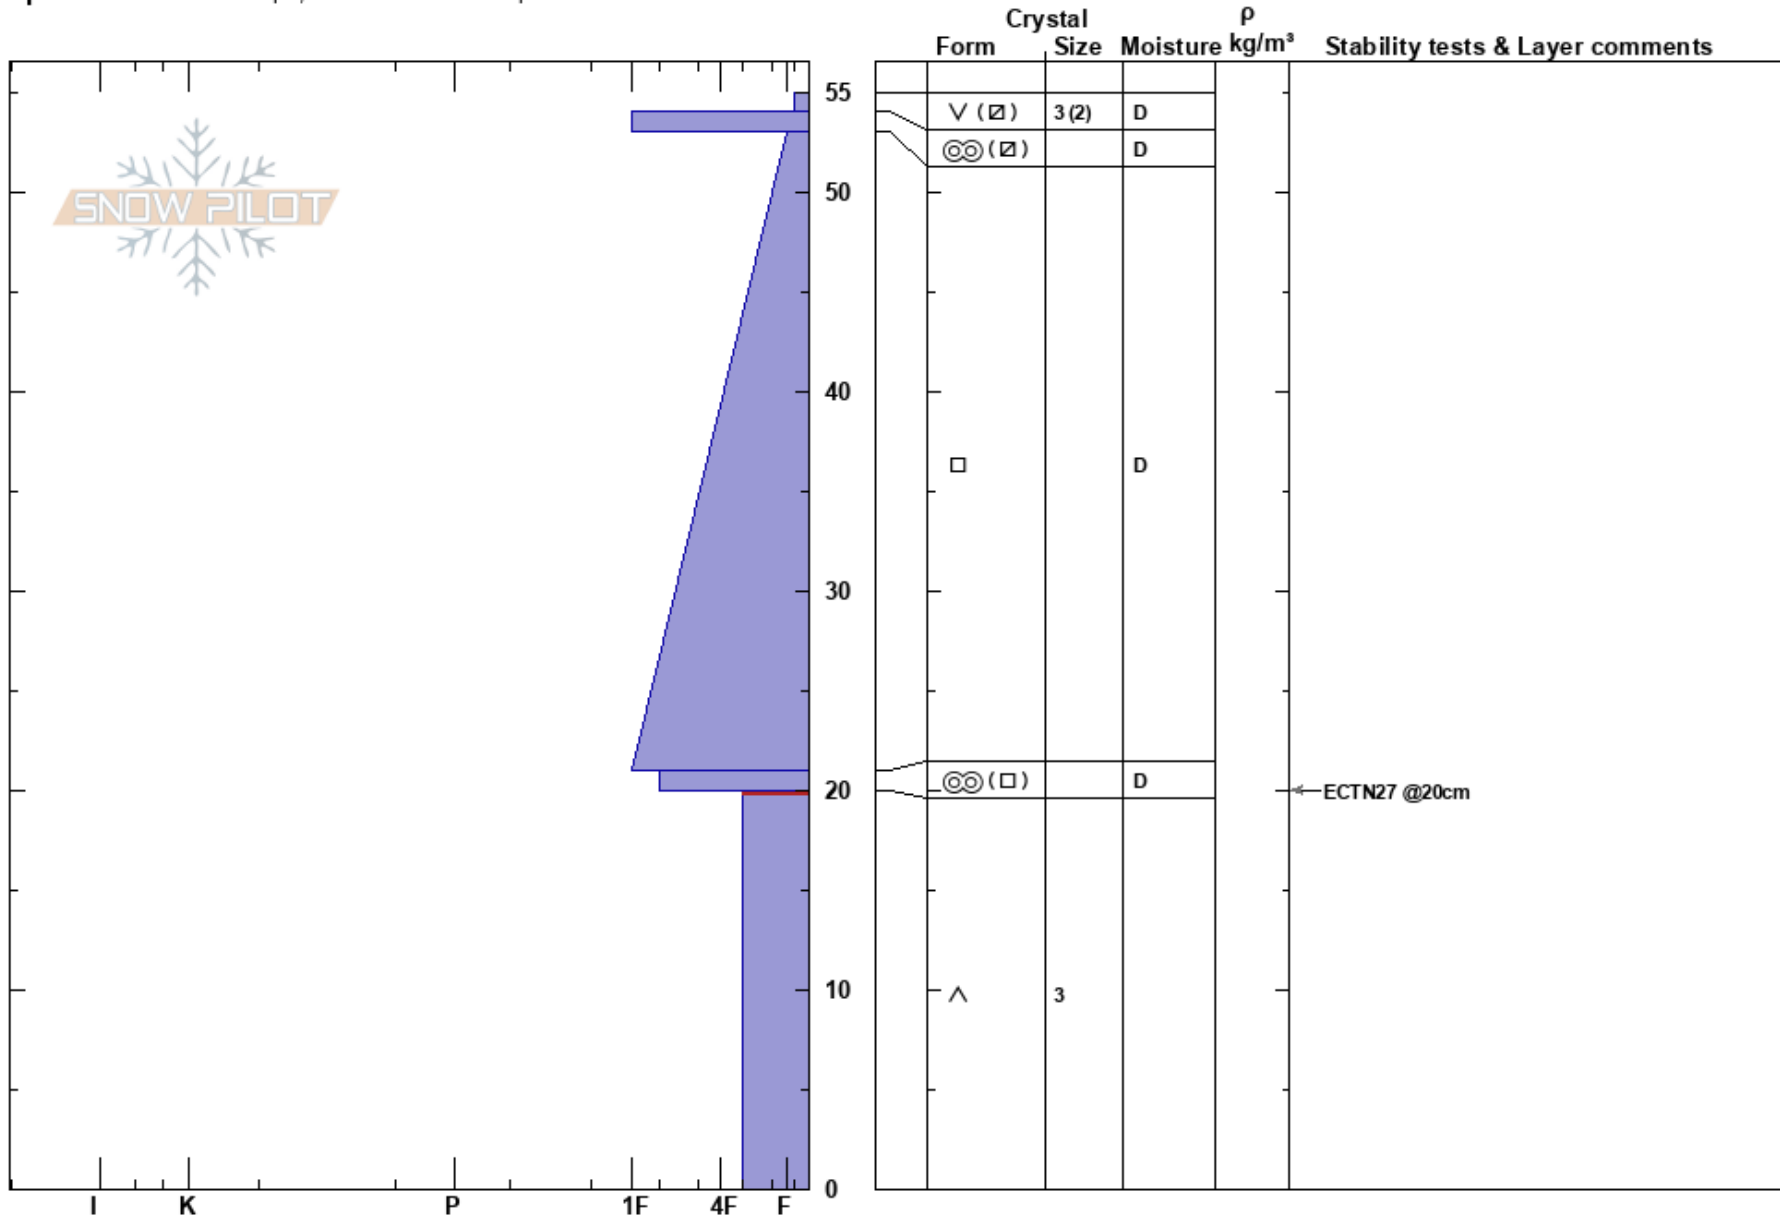 Crystal ρ
Form Size Moisture kg/m³ Stability tests & Layer comments
55
V (⧄) 3 (2) D
◎◎ (⧄) D
SNOW PILOT
50
40
□ D
30
◎◎ (□) D
20 ECTN27 @20cm
10
∧ 3
0
I K P 1F 4F F